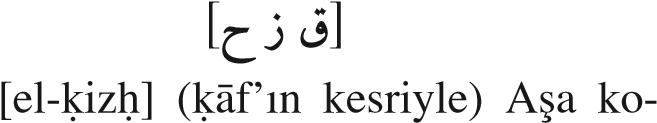 [ق ز ح]
[el-ḳizḥ] (ḳāf’ın kesriyle) Aşa ko-